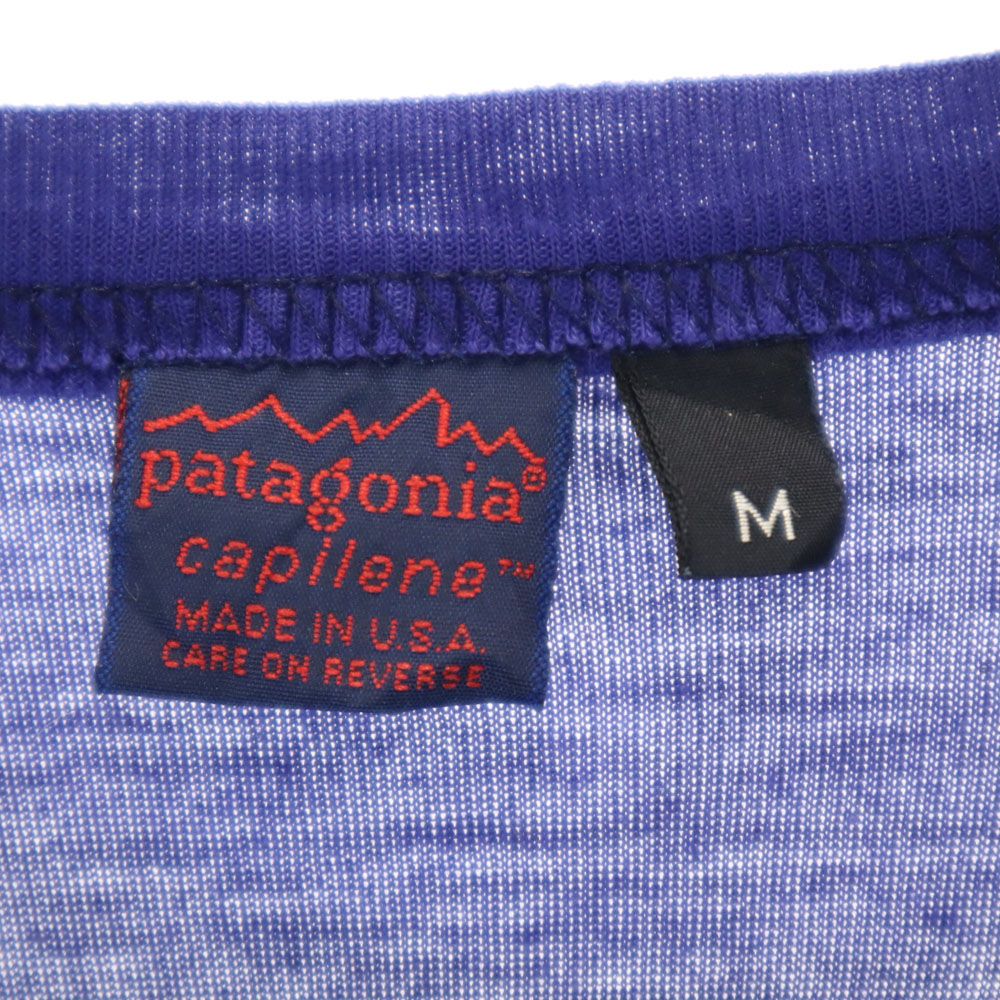 patagonia®
capilene™
MADE IN U.S.A.
CARE ON REVERSE
M